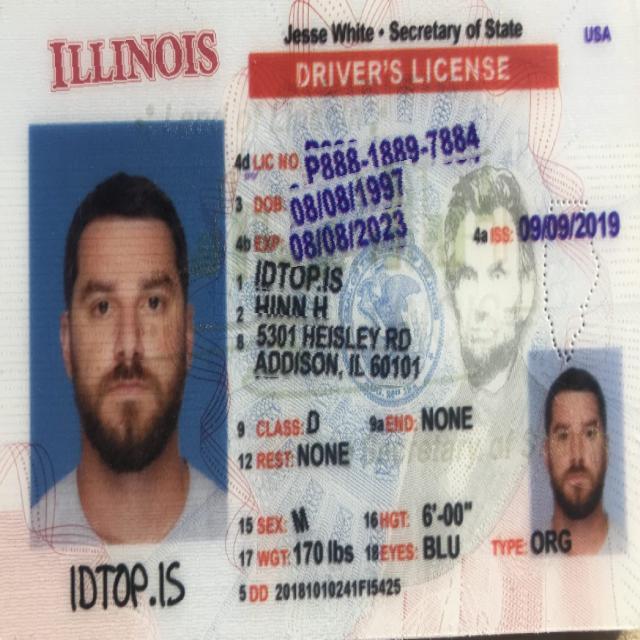 Jesse White • Secretary of State
USA
ILLINOIS
DRIVER'S LICENSE
4d LIC NO P888-1889-7884
3 DOB: 08/08/1997
4b EXP: 08/08/2023
4a ISS: 09/09/2019
1 IDTOP.IS
2 HINN H
8 5301 HEISLEY RD
ADDISON, IL 60101
9 CLASS: D 9a END: NONE
12 REST: NONE
15 SEX: M 16 HGT: 6'-00"
17 WGT: 170 lbs 18 EYES: BLU TYPE: ORG
5 DD 20181010241FI5425
IDTOP.IS